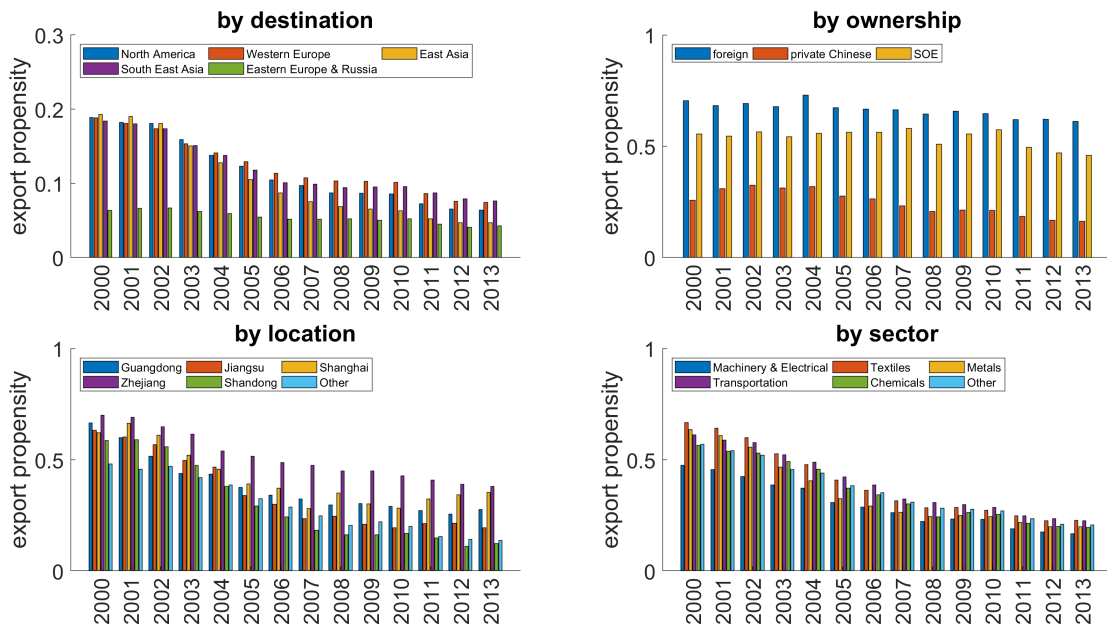 by destination
0.3
0.2
0.1
0
export propensity
North America Western Europe East Asia
South East Asia Eastern Europe & Russia
2000 2001 2002 2003 2004 2005 2006 2007 2008 2009 2010 2011 2012 2013
by ownership
1
0.5
0
export propensity
foreign private Chinese SOE
2000 2001 2002 2003 2004 2005 2006 2007 2008 2009 2010 2011 2012 2013
by location
1
0.5
0
export propensity
Guangdong Jiangsu Shanghai
Zhejiang Shandong Other
2000 2001 2002 2003 2004 2005 2006 2007 2008 2009 2010 2011 2012 2013
by sector
1
0.5
0
export propensity
Machinery & Electrical Textiles Metals
Transportation Chemicals Other
2000 2001 2002 2003 2004 2005 2006 2007 2008 2009 2010 2011 2012 2013